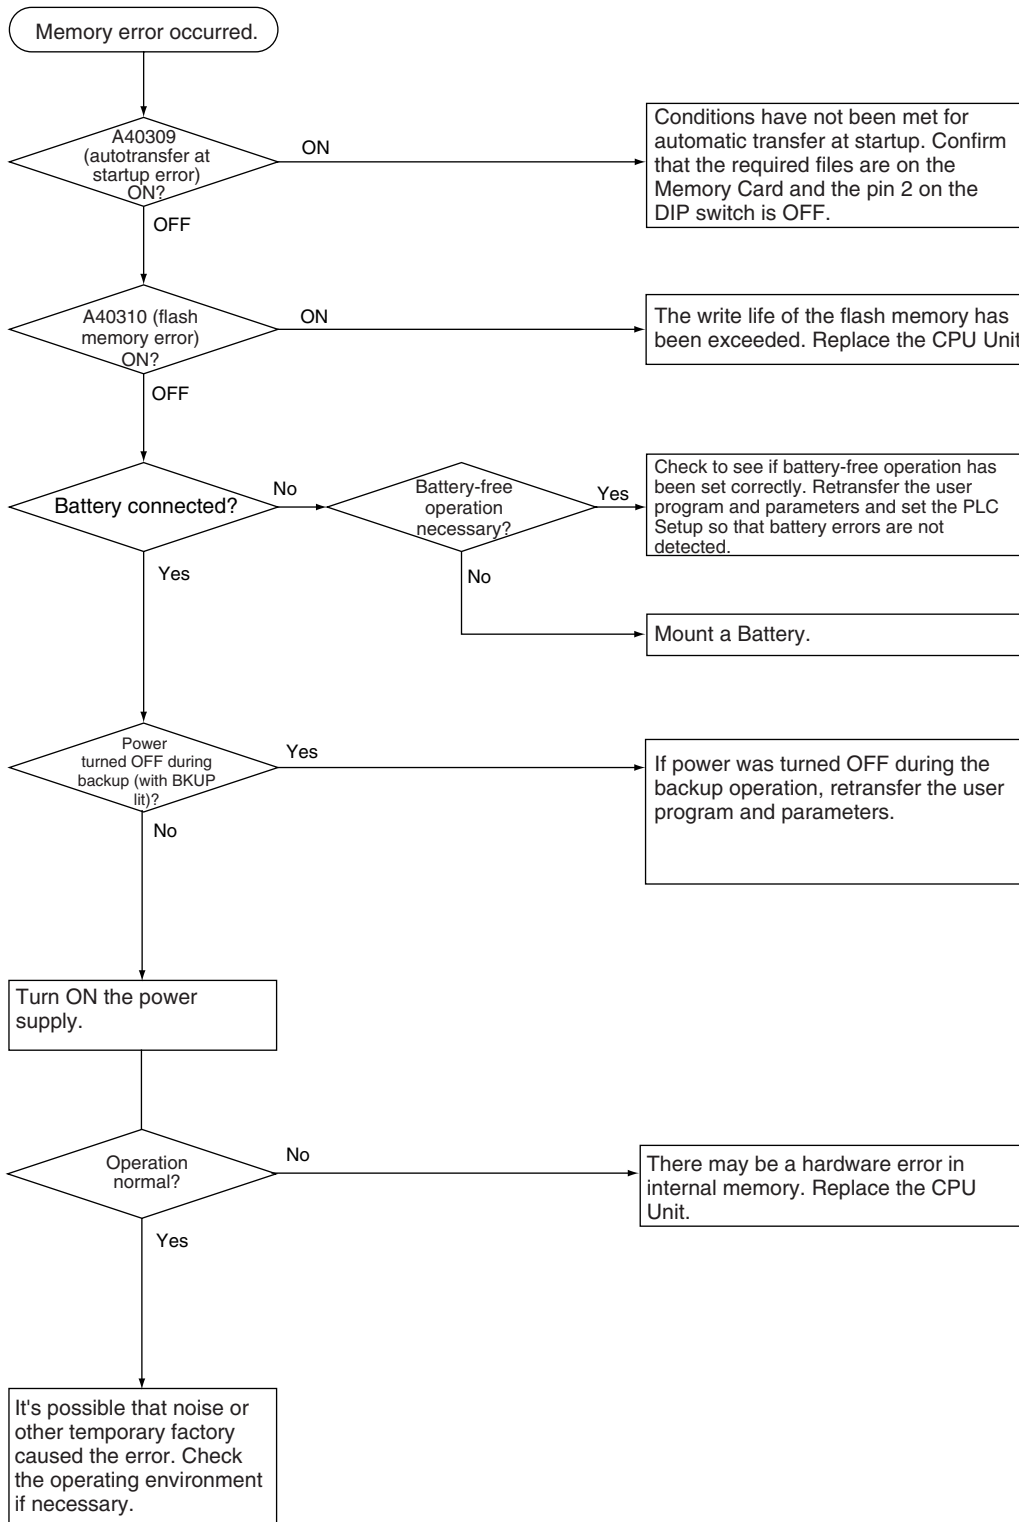 Memory error occurred.
A40309
(autotransfer at
startup error)
ON?
ON
Conditions have not been met for
automatic transfer at startup. Confirm
that the required files are on the
Memory Card and the pin 2 on the
DIP switch is OFF.
OFF
A40310 (flash
memory error)
ON?
ON
The write life of the flash memory has
been exceeded. Replace the CPU Unit
OFF
Battery connected?
No
Battery-free
operation
necessary?
Yes
Check to see if battery-free operation has
been set correctly. Retransfer the user
program and parameters and set the PLC
Setup so that battery errors are not
detected.
Yes
No
Mount a Battery.
Power
turned OFF during
backup (with BKUP
lit)?
Yes
If power was turned OFF during the
backup operation, retransfer the user
program and parameters.
No
Turn ON the power
supply.
Operation
normal?
No
There may be a hardware error in
internal memory. Replace the CPU
Unit.
Yes
It's possible that noise or
other temporary factory
caused the error. Check
the operating environment
if necessary.